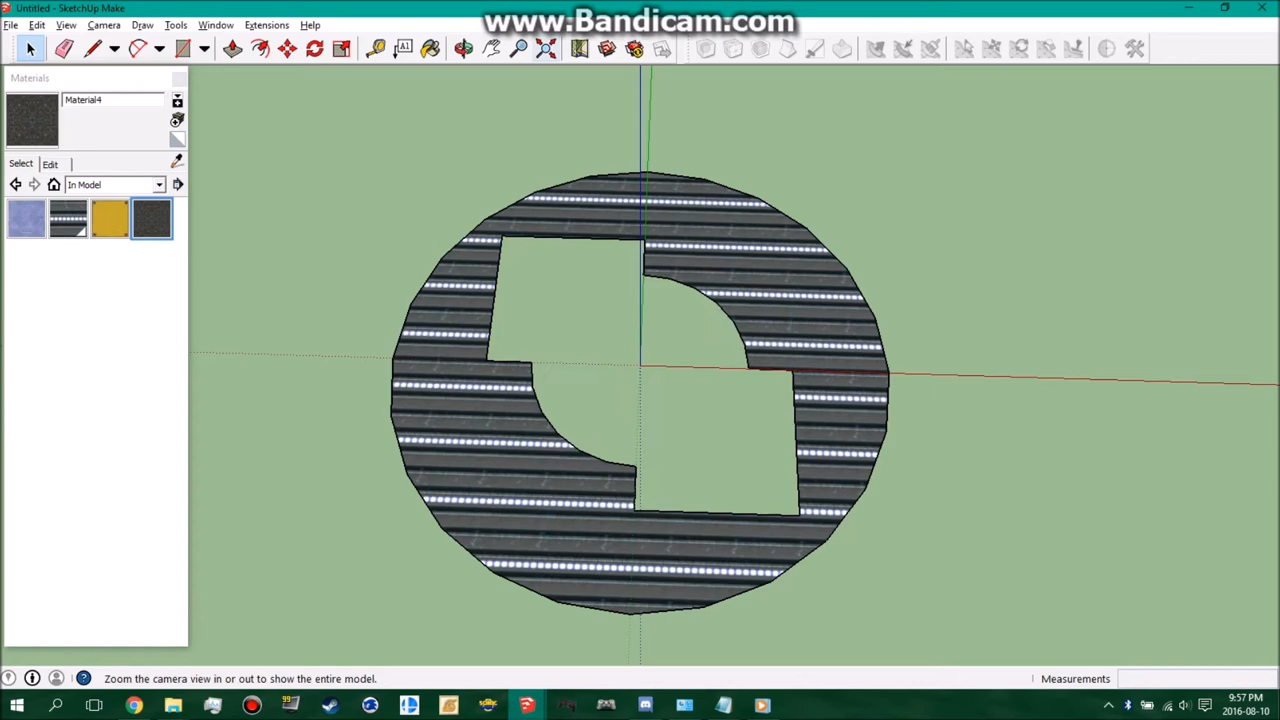 Untitled - SketchUp Make
www.Bandicam.com
File Edit View Camera Draw Tools Window Extensions Help
A1
Materials
Material4
Select Edit
In Model
Zoom the camera view in or out to show the entire model.
Measurements
99
9:57 PM
2016-08-10